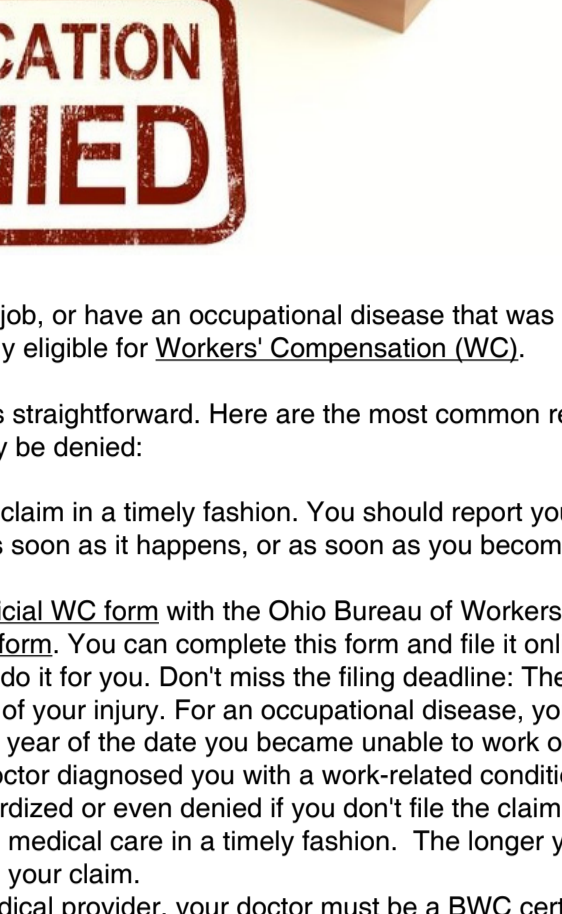 CATION
NIED
job, or have an occupational disease that was
y eligible for Workers' Compensation (WC).
s straightforward. Here are the most common re
y be denied:
claim in a timely fashion. You should report you
s soon as it happens, or as soon as you becom
icial WC form with the Ohio Bureau of Workers
form. You can complete this form and file it onl
do it for you. Don't miss the filing deadline: The
of your injury. For an occupational disease, yo
year of the date you became unable to work o
octor diagnosed you with a work-related conditi
rdized or even denied if you don't file the claim
medical care in a timely fashion. The longer y
your claim.
dical provider, your doctor must be a BWC cert